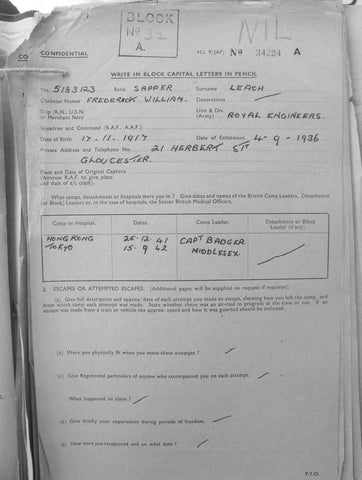 BLOCK
Nº 32
A.
NIL
CONFIDENTIAL
M.I. 9/JAP/ Nº 34224 A
WRITE IN BLOCK CAPITAL LETTERS IN PENCIL
No. 5183123 Rank SAPPER Surname LEACH
Christian Names FREDERICK WILLIAM. Decorations
Ship (R.N., U.S.N. or Merchant Navy) Unit & Div. (Army) ROYAL ENGINEERS.
Squadron and Command (R.A.F., A.A.F.)
Date of Birth 17.11.1917 Date of Enlistment 4-9-1936
Private Address and Telephone No. 21 HERBERT ST
GLOUCESTER.
Place and Date of Original Capture.
(Aircrew R.A.F to give place
and date of a/c crash).
1. What camps, detachments or hospitals were you in? Give dates and names of the British Camp Leaders, Detachment
(or Block) Leaders or, in the case of hospitals, the Senior British Medical Officers.
Camp or Hospital. Dates. Camp Leader. Detachment or Block Leader (if any).
HONG KONG 25-12-41 CAPT BADGER.
TOKYO 15.9 42 MIDDLESEX.
2. ESCAPES OR ATTEMPTED ESCAPES. (Additional paper will be supplied on request if required).
(a) Give full description and approx. date of each attempt you made to escape, showing how you left the camp, and
from which camp each attempt was made. State whether there was an air-raid in progress at the time or not. If an
escape was made from a train or vehicle the approx. speed and how it was guarded should be included.
(b) Were you physically fit when you made these attempts ?
(c) Give Regimental particulars of anyone who accompanied you on each attempt.
What happened to them ?
(d) Give briefly your experiences during periods of freedom.
(e) How were you recaptured and on what date ?
P.T.O.